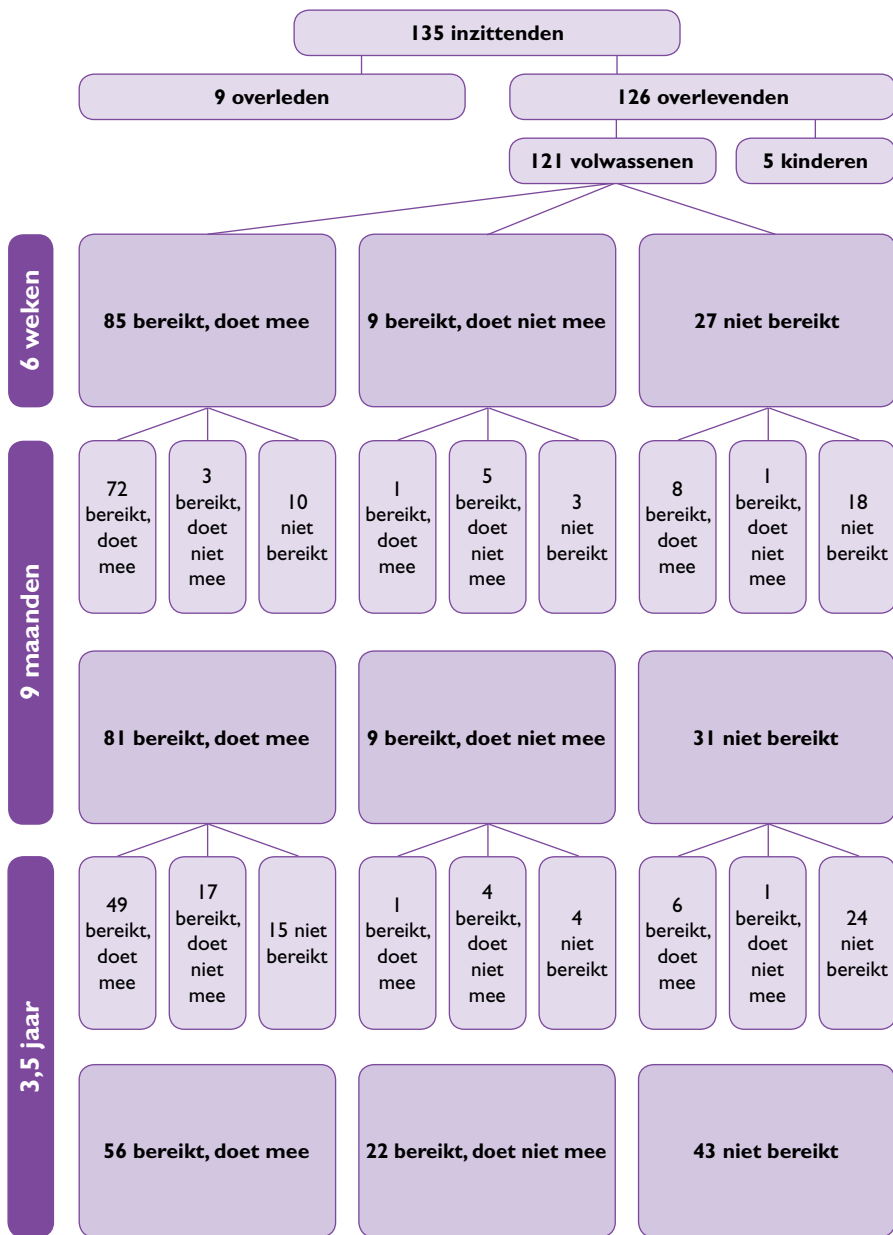 135 inzittenden
9 overleden
126 overlevenden
121 volwassenen
5 kinderen
6 weken
85 bereikt, doet mee
9 bereikt, doet niet mee
27 niet bereikt
9 maanden
72
bereikt,
doet
mee
3
bereikt,
doet
niet
mee
10
niet
bereikt
1
bereikt,
doet
mee
5
bereikt,
doet
niet
mee
3
niet
bereikt
8
bereikt,
doet
mee
1
bereikt,
doet
niet
mee
18
niet
bereikt
81 bereikt, doet mee
9 bereikt, doet niet mee
31 niet bereikt
3,5 jaar
49
bereikt,
doet
mee
17
bereikt,
doet
niet
mee
15 niet
bereikt
1
bereikt,
doet
mee
4
bereikt,
doet
niet
mee
4
niet
bereikt
6
bereikt,
doet
mee
1
bereikt,
doet
niet
mee
24
niet
bereikt
56 bereikt, doet mee
22 bereikt, doet niet mee
43 niet bereikt